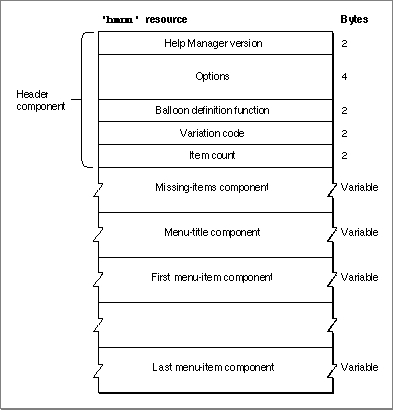 'hmnu' resource Bytes
Help Manager version 2
Options 4
Header
component
Balloon definition function 2
Variation code 2
Item count 2
Missing-items component Variable
Menu-title component Variable
First menu-item component Variable
Last menu-item component Variable